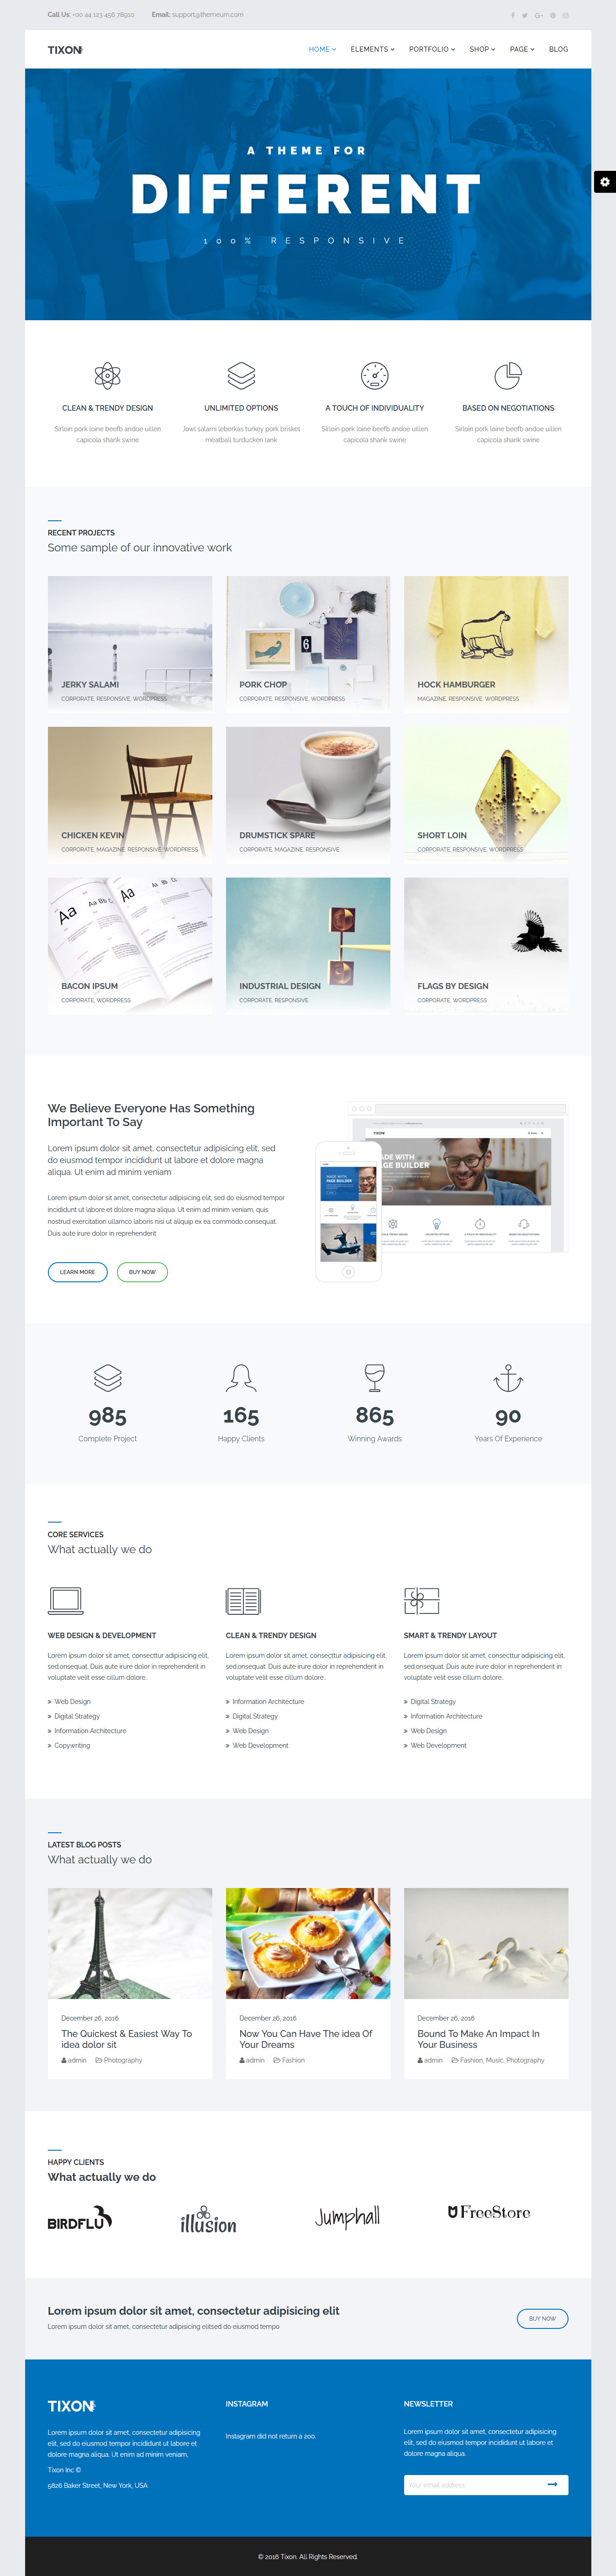 Call Us: +00 44 123 456 78910 Email: support@themeum.com
TIXON
HOME ELEMENTS PORTFOLIO SHOP PAGE BLOG
A THEME FOR
DIFFERENT
100% RESPONSIVE
CLEAN & TRENDY DESIGN
Sirloin pork loine beefb andoe uillen
capicola shank swine.
UNLIMITED OPTIONS
Jowl salami leberkas turkey pork brisket
meatball turducken lank
A TOUCH OF INDIVIDUALITY
Sirloin pork loine beefb andoe uillen
capicola shank swine.
BASED ON NEGOTIATIONS
Sirloin pork loine beefb andoe uillen
capicola shank swine.
RECENT PROJECTS
Some sample of our innovative work
JERKY SALAMI
CORPORATE, RESPONSIVE, WORDPRESS
6
PORK CHOP
CORPORATE, RESPONSIVE, WORDPRESS
HOCK HAMBURGER
MAGAZINE, RESPONSIVE, WORDPRESS
CHICKEN KEVIN
CORPORATE, MAGAZINE, RESPONSIVE, WORDPRESS
DRUMSTICK SPARE
CORPORATE, MAGAZINE, RESPONSIVE
SHORT LOIN
CORPORATE, RESPONSIVE, WORDPRESS
Aa Aa Bb C Aa Aa Bb Cc
BACON IPSUM
CORPORATE, WORDPRESS
INDUSTRIAL DESIGN
CORPORATE, RESPONSIVE
FLAGS BY DESIGN
CORPORATE, WORDPRESS
We Believe Everyone Has Something
Important To Say
Lorem ipsum dolor sit amet, consectetur adipisicing elit, sed
do eiusmod tempor incididunt ut labore et dolore magna
aliqua. Ut enim ad minim veniam
Lorem ipsum dolor sit amet, consectetur adipisicing elit, sed do eiusmod tempor
incididunt ut labore et dolore magna aliqua. Ut enim ad minim veniam, quis
nostrud exercitation ullamco laboris nisi ut aliquip ex ea commodo consequat.
Duis aute irure dolor in reprehenderit
LEARN MORE BUY NOW
TIXON
MADE WITH
PAGE BUILDER
MADE WITH
PAGE BUILDER
985
Complete Project
165
Happy Clients
865
Winning Awards
90
Years Of Experience
CORE SERVICES
What actually we do
WEB DESIGN & DEVELOPMENT
Lorem ipsum dolor sit amet, consecttur adipisicing elit,
sed.onsequat. Duis aute irure dolor in reprehenderit in
voluptate velit esse cillum dolore..
» Web Design
» Digital Strategy
» Information Architecture
» Copywriting
CLEAN & TRENDY DESIGN
Lorem ipsum dolor sit amet, consecttur adipisicing elit,
sed.onsequat. Duis aute irure dolor in reprehenderit in
voluptate velit esse cillum dolore..
» Information Architecture
» Digital Strategy
» Web Design
» Web Development
SMART & TRENDY LAYOUT
Lorem ipsum dolor sit amet, consecttur adipisicing elit,
sed.onsequat. Duis aute irure dolor in reprehenderit in
voluptate velit esse cillum dolore..
» Digital Strategy
» Information Architecture
» Web Design
» Web Development
LATEST BLOG POSTS
What actually we do
December 26, 2016
The Quickest & Easiest Way To
idea dolor sit
admin Photography
December 26, 2016
Now You Can Have The idea Of
Your Dreams
admin Fashion
December 26, 2016
Bound To Make An Impact In
Your Business
admin Fashion, Music, Photography
HAPPY CLIENTS
What actually we do
BIRDFLU
illusion
Jumphall
FreeStore
Lorem ipsum dolor sit amet, consectetur adipisicing elit
Lorem ipsum dolor sit amet, consectetur adipisicing elitsed do eiusmod tempo
BUY NOW
TIXON
Lorem ipsum dolor sit amet, consectetur adipisicing
elit, sed do eiusmod tempor incididunt ut labore et
dolore magna aliqua. Ut enim ad minim veniam,
Tixon Inc ©
5826 Baker Street, New York, USA
INSTAGRAM
Instagram did not return a 200.
NEWSLETTER
Lorem ipsum dolor sit amet, consectetur adipisicing
elit, sed do eiusmod tempor incididunt ut labore et
dolore magna aliqua.
Your email address
© 2016 Tixon. All Rights Reserved.